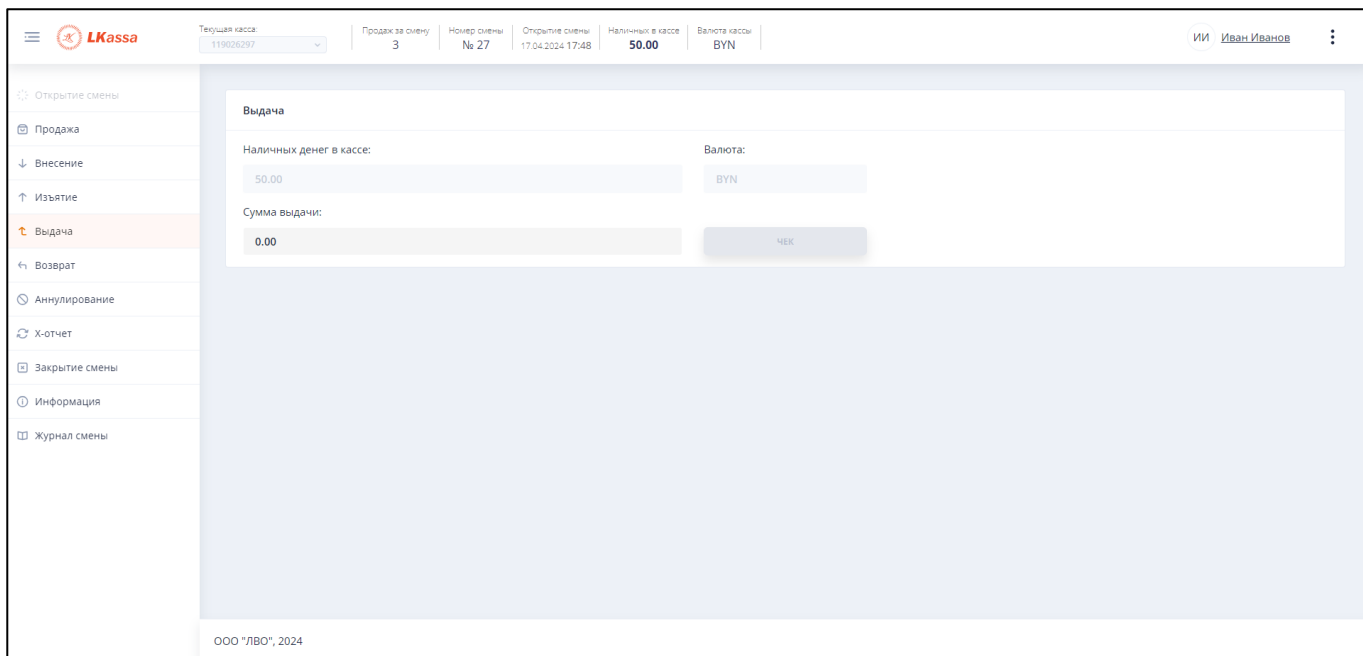 LKassa
Текущая касса:
119026297
Продаж за смену
3
Номер смены
№ 27
Открытие смены
17.04.2024 17:48
Наличных в кассе
50.00
Валюта кассы
BYN
ИИ Иван Иванов
Открытие смены
Продажа
Внесение
Изъятие
Выдача
Возврат
Аннулирование
X-отчет
Закрытие смены
Информация
Журнал смены
Выдача
Наличных денег в кассе:
Валюта:
50.00
BYN
Сумма выдачи:
0.00
ЧЕК
ООО "ЛВО", 2024